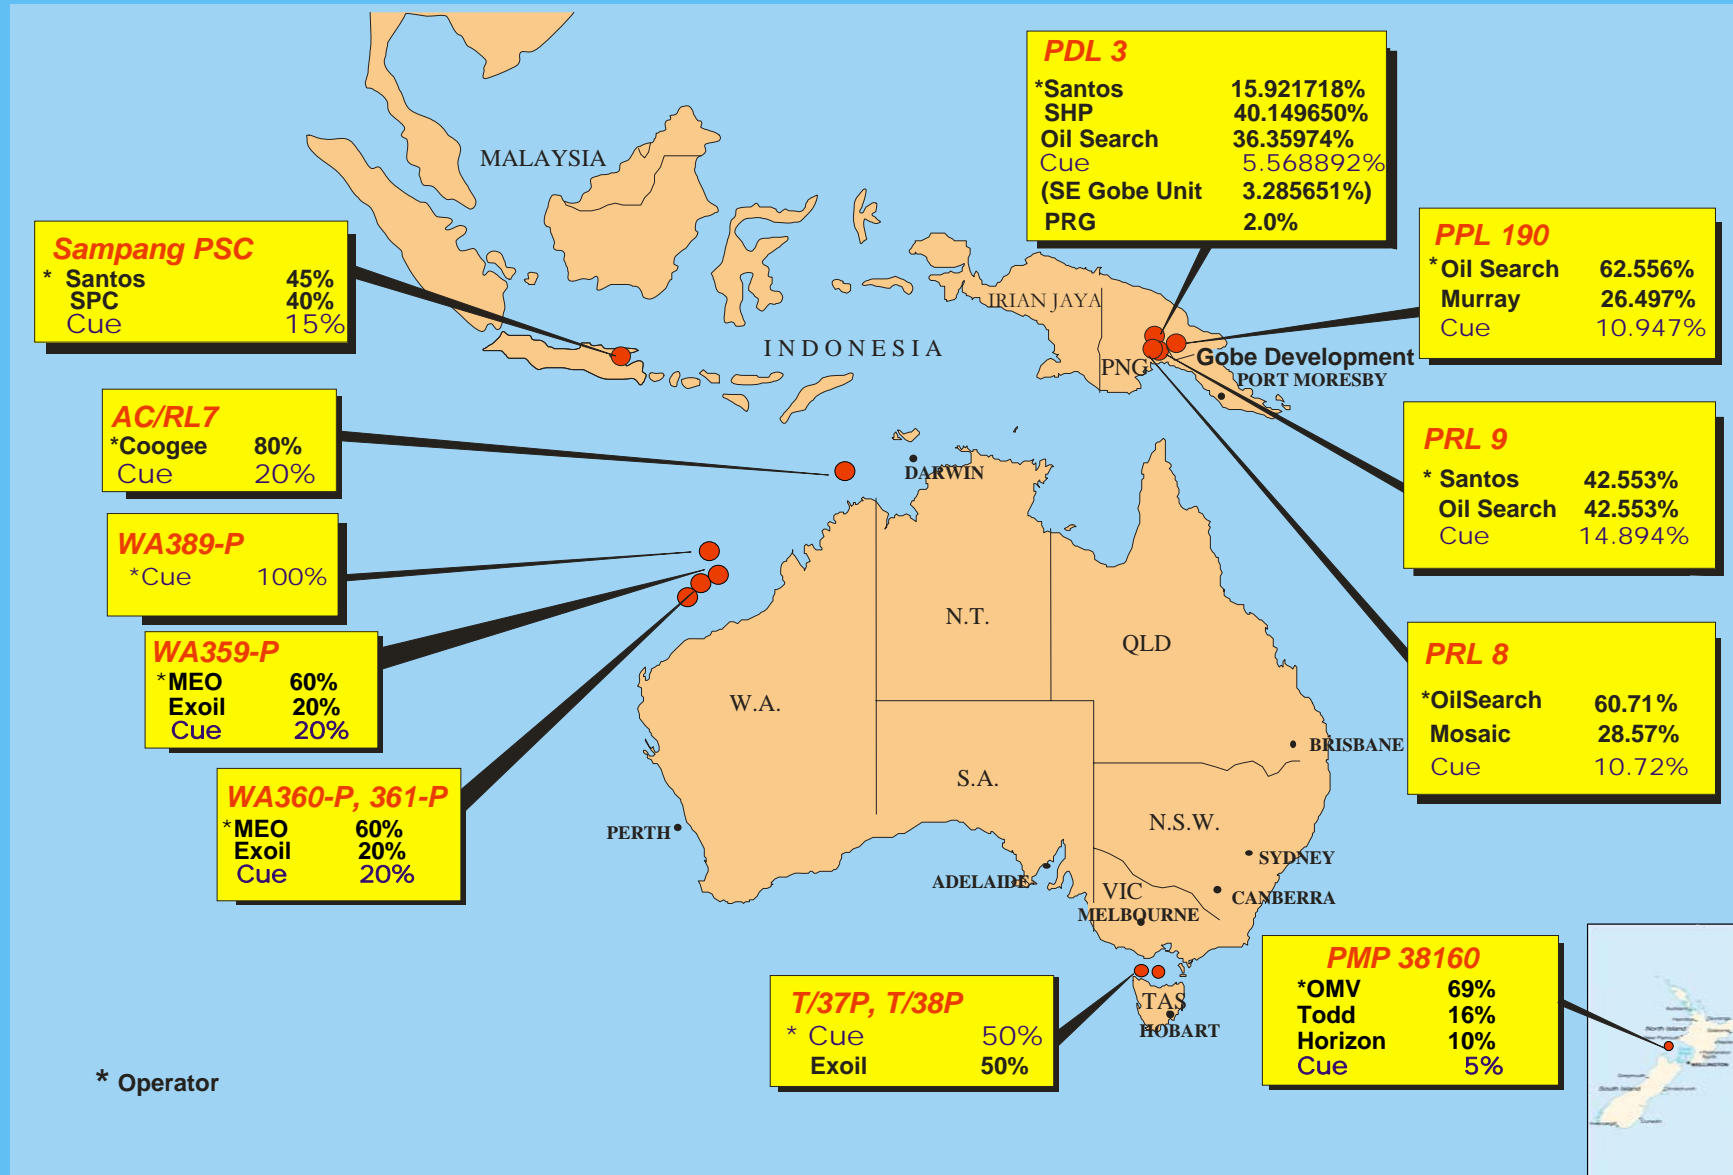 PDL 3
*Santos 15.921718%
SHP 40.149650%
Oil Search 36.35974%
Cue 5.568892%
(SE Gobe Unit 3.285651%)
PRG 2.0%
MALAYSIA
Sampang PSC
* Santos 45%
SPC 40%
Cue 15%
PPL 190
*Oil Search 62.556%
Murray 26.497%
Cue 10.947%
IRIAN JAYA
INDONESIA
PNG
Gobe Development
PORT MORESBY
AC/RL7
*Coogee 80%
Cue 20%
PRL 9
* Santos 42.553%
Oil Search 42.553%
Cue 14.894%
DARWIN
WA389-P
*Cue 100%
N.T.
QLD
WA359-P
*MEO 60%
Exoil 20%
Cue 20%
W.A.
PRL 8
*OilSearch 60.71%
Mosaic 28.57%
Cue 10.72%
BRISBANE
S.A.
WA360-P, 361-P
*MEO 60%
Exoil 20%
Cue 20%
PERTH
N.S.W.
SYDNEY
ADELAIDE
VIC
CANBERRA
MELBOURNE
PMP 38160
*OMV 69%
Todd 16%
Horizon 10%
Cue 5%
T/37P, T/38P
* Cue 50%
Exoil 50%
TAS
HOBART
North Island
WELLINGTON
South Island
* Operator